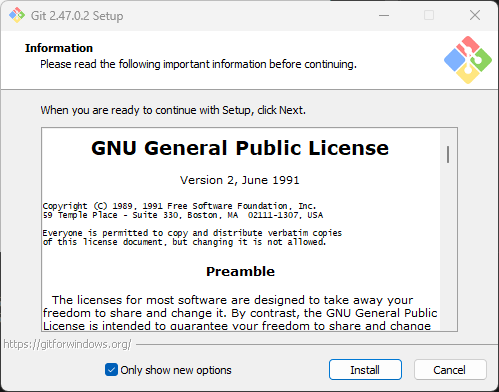 Git 2.47.0.2 Setup
Information
Please read the following important information before continuing.
When you are ready to continue with Setup, click Next.
GNU General Public License
Version 2, June 1991
Copyright (C) 1989, 1991 Free Software Foundation, Inc.
59 Temple Place - Suite 330, Boston, MA  02111-1307, USA
Everyone is permitted to copy and distribute verbatim copies
of this license document, but changing it is not allowed.
Preamble
The licenses for most software are designed to take away your
freedom to share and change it. By contrast, the GNU General Public
License is intended to guarantee your freedom to share and change
https://gitforwindows.org/
Only show new options
Install
Cancel